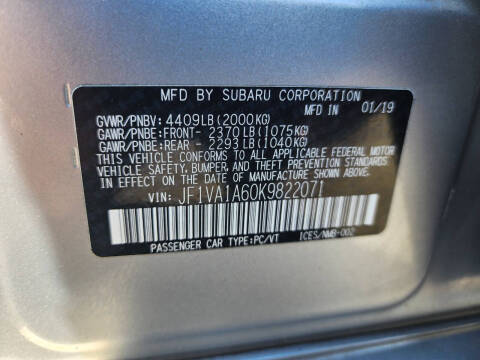 MFD BY SUBARU CORPORATION
MFD IN 01/19
GVWR/PNBV: 4409LB(2000KG)
GAWR/PNBE:FRONT- 2370LB(1075KG)
GAWR/PNBE:REAR - 2293LB(1040KG)
THIS VEHICLE CONFORMS TO ALL APPLICABLE FEDERAL MOTOR
VEHICLE SAFETY, BUMPER, AND THEFT PREVENTION STANDARDS
IN EFFECT ON THE DATE OF MANUFACTURE SHOWN ABOVE.
VIN: JF1VA1A60K9822071
PASSENGER CAR TYPE:PC/VT ICES/NMB-002